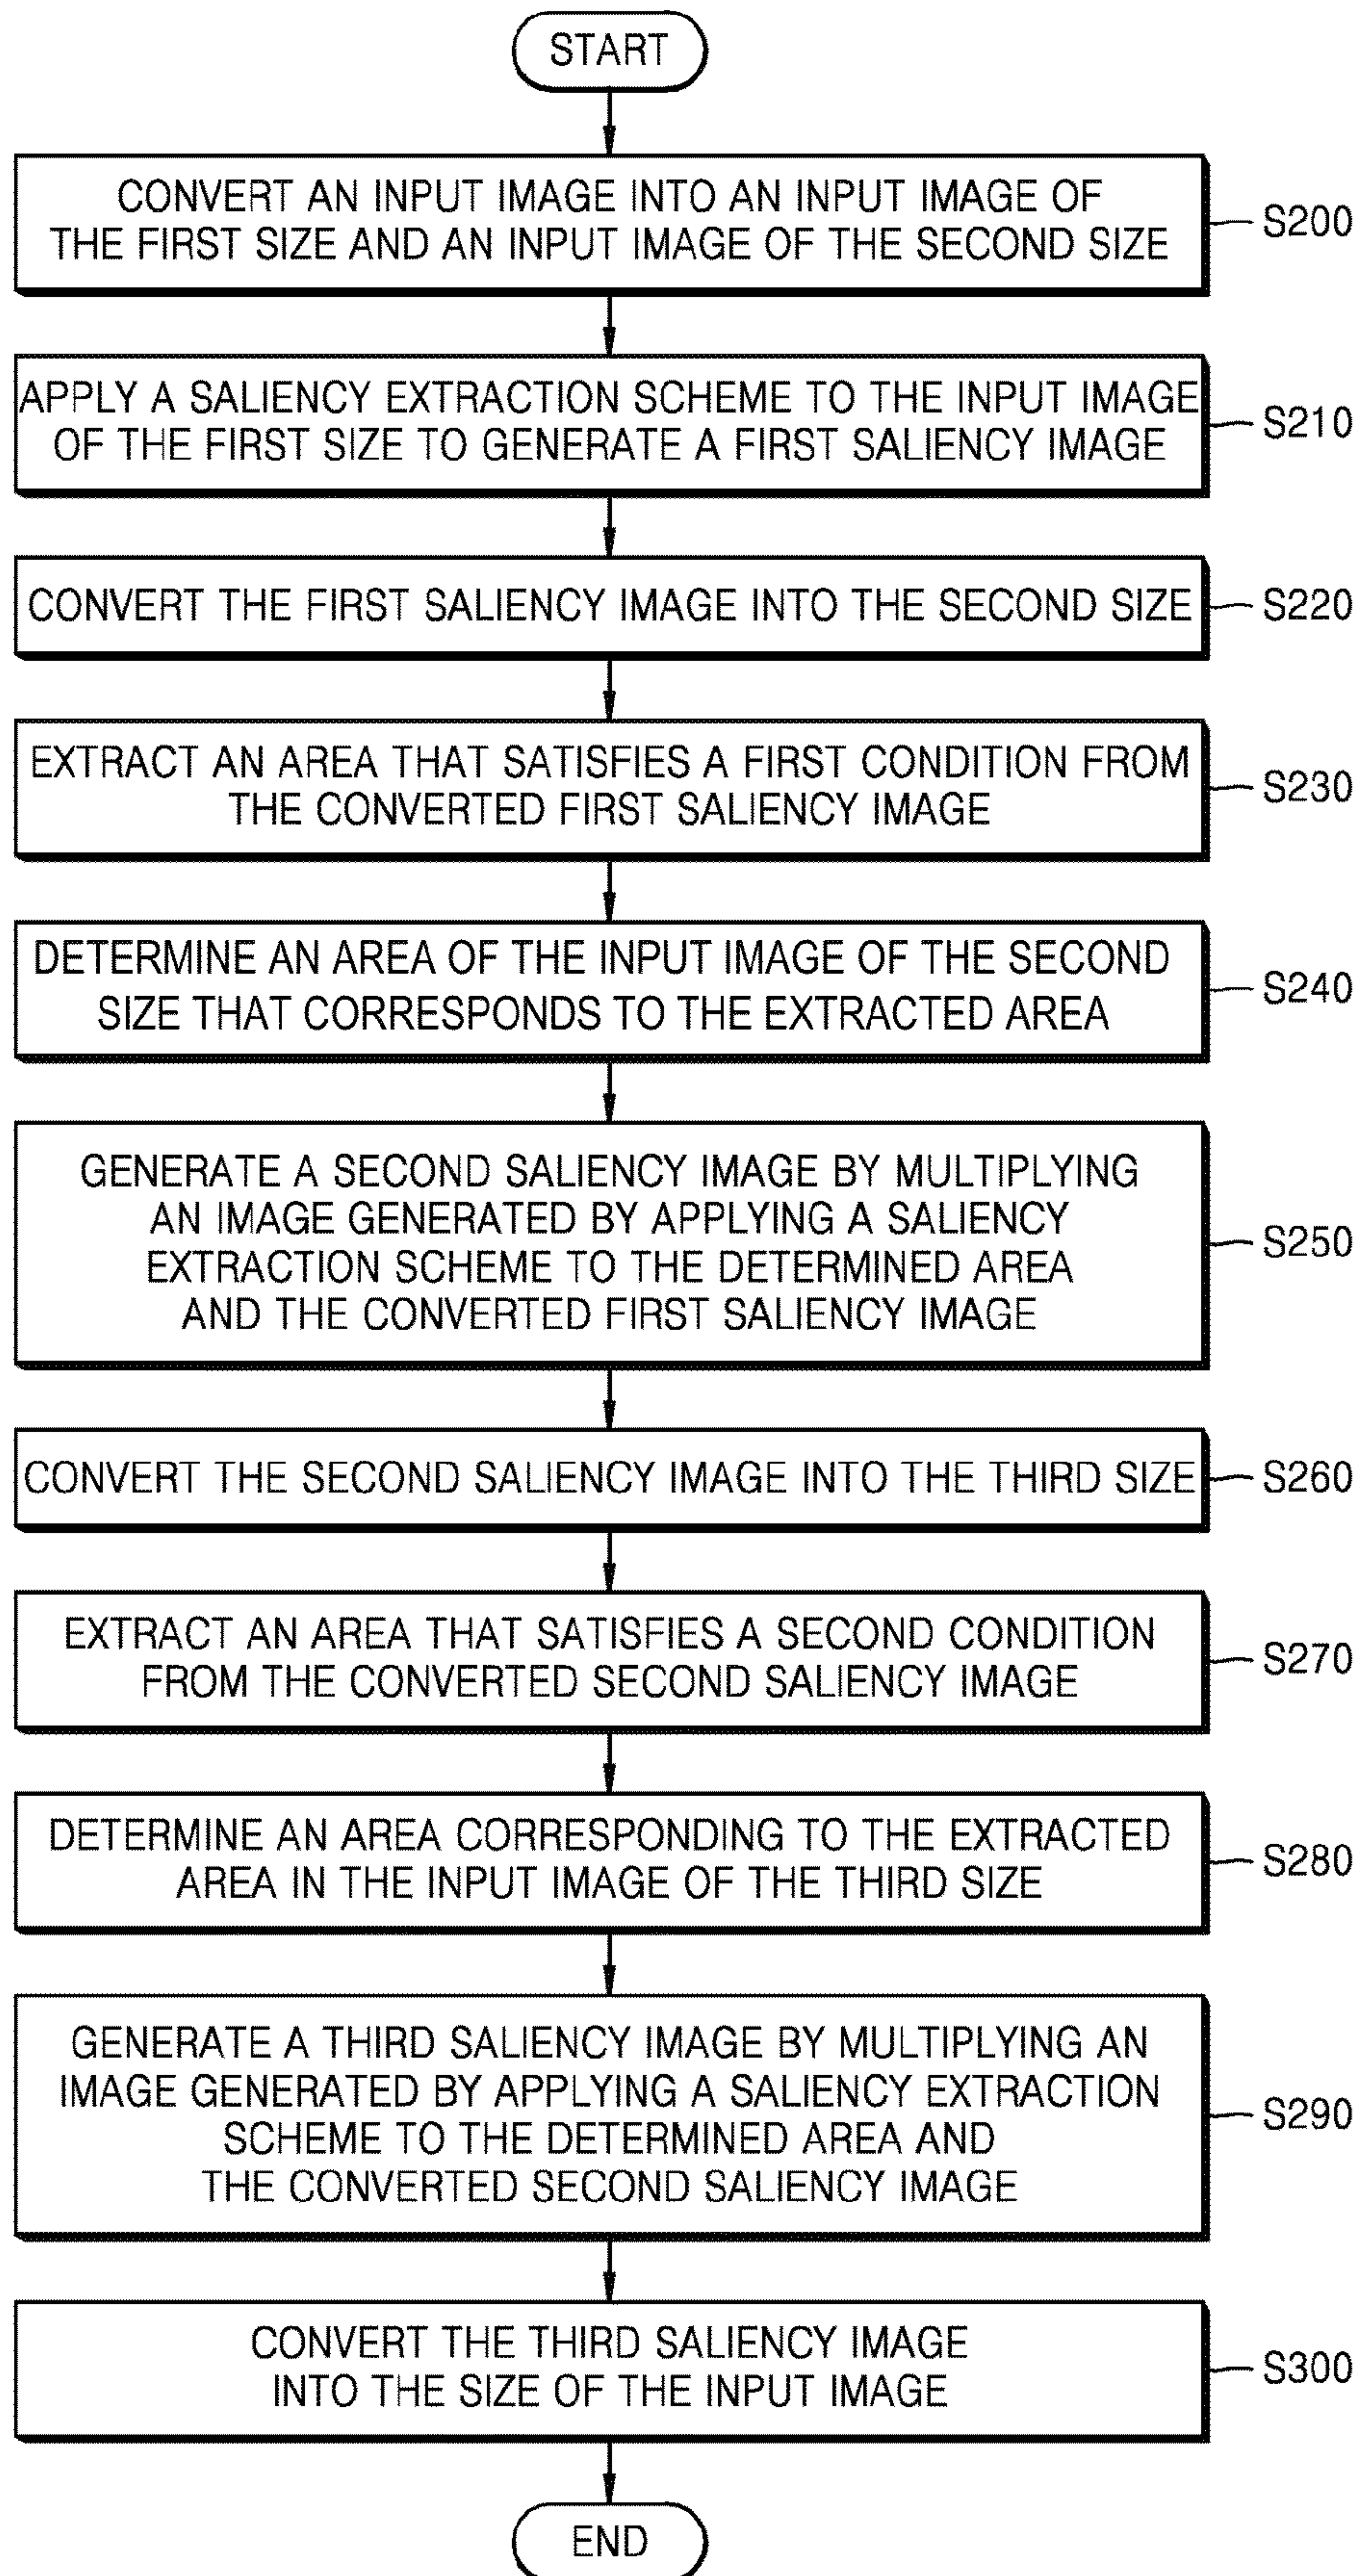 START
CONVERT AN INPUT IMAGE INTO AN INPUT IMAGE OF
THE FIRST SIZE AND AN INPUT IMAGE OF THE SECOND SIZE
S200
APPLY A SALIENCY EXTRACTION SCHEME TO THE INPUT IMAGE
OF THE FIRST SIZE TO GENERATE A FIRST SALIENCY IMAGE
S210
CONVERT THE FIRST SALIENCY IMAGE INTO THE SECOND SIZE
S220
EXTRACT AN AREA THAT SATISFIES A FIRST CONDITION FROM
THE CONVERTED FIRST SALIENCY IMAGE
S230
DETERMINE AN AREA OF THE INPUT IMAGE OF THE SECOND
SIZE THAT CORRESPONDS TO THE EXTRACTED AREA
S240
GENERATE A SECOND SALIENCY IMAGE BY MULTIPLYING
AN IMAGE GENERATED BY APPLYING A SALIENCY
EXTRACTION SCHEME TO THE DETERMINED AREA
AND THE CONVERTED FIRST SALIENCY IMAGE
S250
CONVERT THE SECOND SALIENCY IMAGE INTO THE THIRD SIZE
S260
EXTRACT AN AREA THAT SATISFIES A SECOND CONDITION
FROM THE CONVERTED SECOND SALIENCY IMAGE
S270
DETERMINE AN AREA CORRESPONDING TO THE EXTRACTED
AREA IN THE INPUT IMAGE OF THE THIRD SIZE
S280
GENERATE A THIRD SALIENCY IMAGE BY MULTIPLYING AN
IMAGE GENERATED BY APPLYING A SALIENCY EXTRACTION
SCHEME TO THE DETERMINED AREA AND
THE CONVERTED SECOND SALIENCY IMAGE
S290
CONVERT THE THIRD SALIENCY IMAGE
INTO THE SIZE OF THE INPUT IMAGE
S300
END